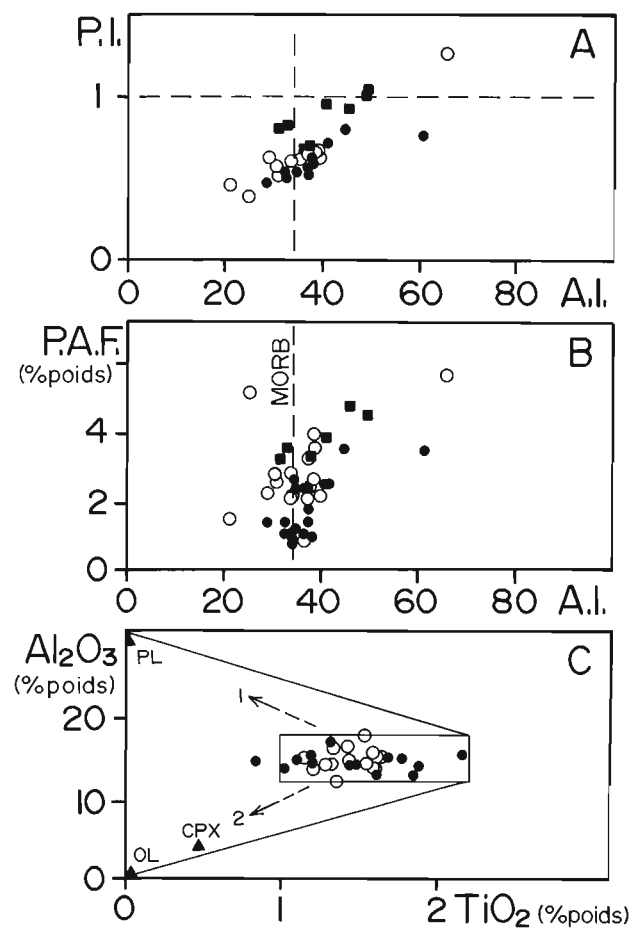 P.I.
A
1
0
0 20 40 60 80 A.I.
P.A.F.
(%poids)
MORB
B
4
2
0
0 20 40 60 80 A.I.
Al2O3
(%poids)
PL
C
1
20
10
2
CPX
OL
0
0 1 2 TiO2 (%poids)